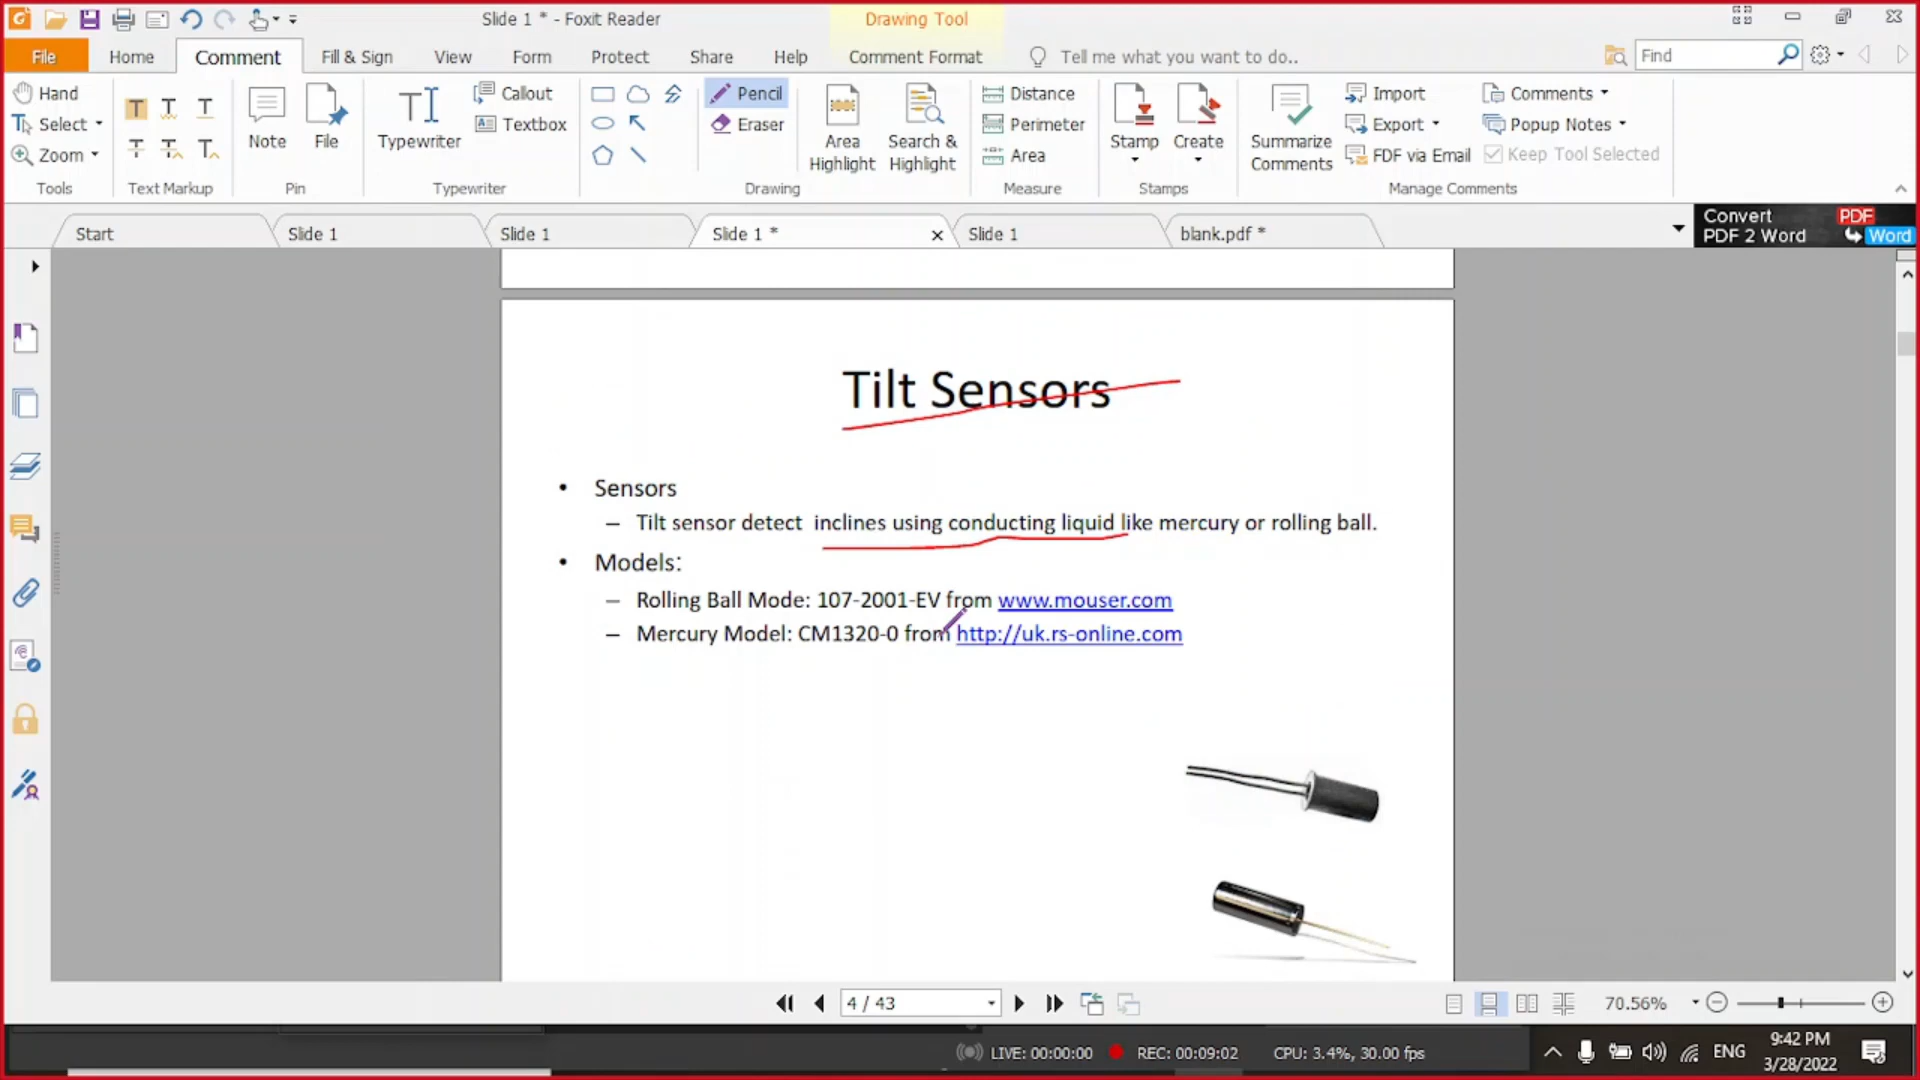 Slide 1 * - Foxit Reader
Drawing Tool
File
Home
Comment
Fill & Sign
View
Form
Protect
Share
Help
Comment Format
Tell me what you want to do..
Find
Hand
Select
Zoom
Tools
Text Markup
Note
File
Pin
Typewriter
Callout
Textbox
Typewriter
Pencil
Eraser
Drawing
Area
Highlight
Search &
Highlight
Distance
Perimeter
Area
Measure
Stamp
Create
Stamps
Summarize
Comments
Import
Export
FDF via Email
Comments
Popup Notes
Keep Tool Selected
Manage Comments
Start
Slide 1
Slide 1
Slide 1 *
Slide 1
blank.pdf *
Convert PDF
PDF 2 Word Word
Tilt Sensors
• Sensors
– Tilt sensor detect inclines using conducting liquid like mercury or rolling ball.
• Models:
– Rolling Ball Mode: 107-2001-EV from www.mouser.com
– Mercury Model: CM1320-0 from http://uk.rs-online.com
4 / 43
70.56%
LIVE: 00:00:00
REC: 00:09:02
CPU: 3.4%, 30.00 fps
ENG
9:42 PM
3/28/2022